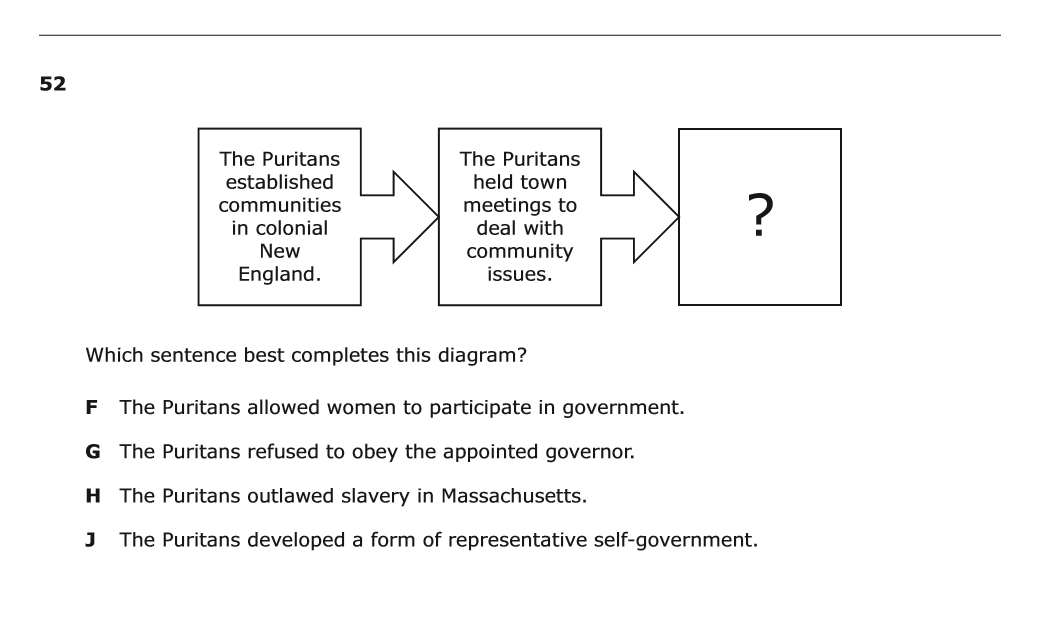 52
The Puritans
established
communities
in colonial
New
England.
The Puritans
held town
meetings to
deal with
community
issues.
?
Which sentence best completes this diagram?
F The Puritans allowed women to participate in government.
G The Puritans refused to obey the appointed governor.
H The Puritans outlawed slavery in Massachusetts.
J The Puritans developed a form of representative self-government.